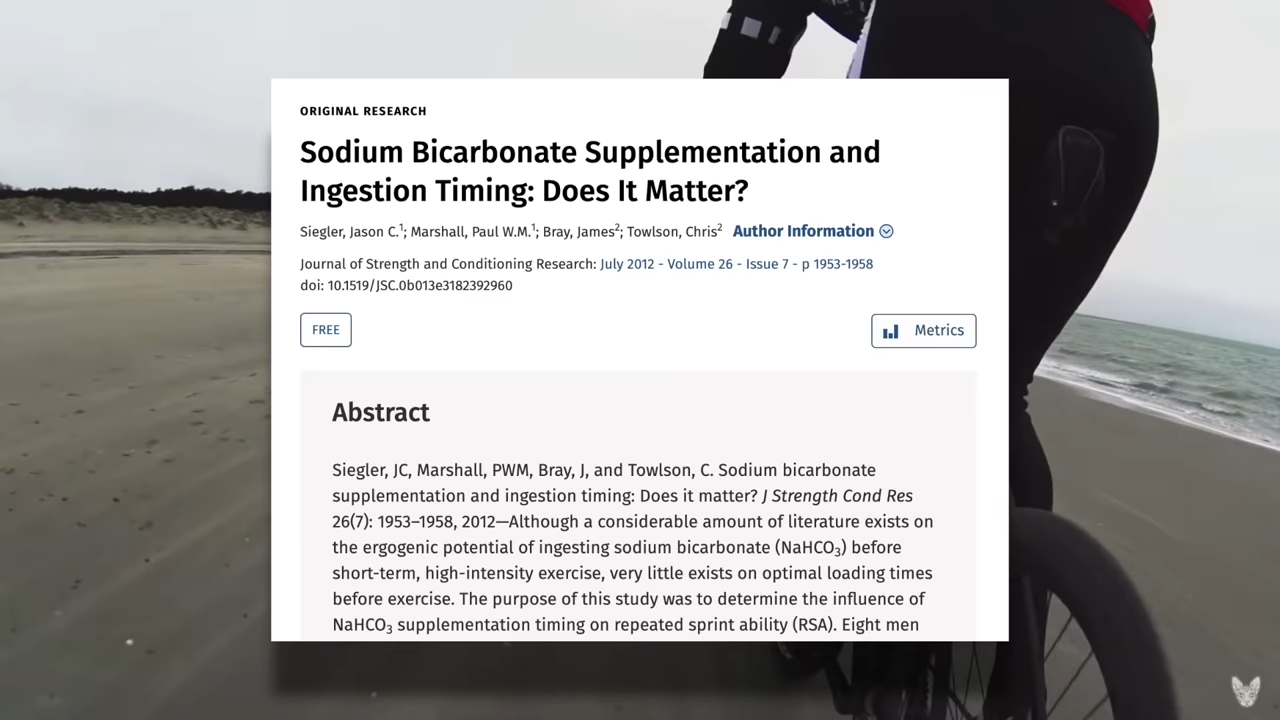 ORIGINAL RESEARCH
Sodium Bicarbonate Supplementation and
Ingestion Timing: Does It Matter?
Siegler, Jason C.1; Marshall, Paul W.M.1; Bray, James2; Towlson, Chris2 Author Information
Journal of Strength and Conditioning Research: July 2012 - Volume 26 - Issue 7 - p 1953-1958
doi: 10.1519/JSC.0b013e3182392960
FREE
Metrics
Abstract
Siegler, JC, Marshall, PWM, Bray, J, and Towlson, C. Sodium bicarbonate
supplementation and ingestion timing: Does it matter? J Strength Cond Res
26(7): 1953–1958, 2012—Although a considerable amount of literature exists on
the ergogenic potential of ingesting sodium bicarbonate (NaHCO3) before
short-term, high-intensity exercise, very little exists on optimal loading times
before exercise. The purpose of this study was to determine the influence of
NaHCO3 supplementation timing on repeated sprint ability (RSA). Eight men